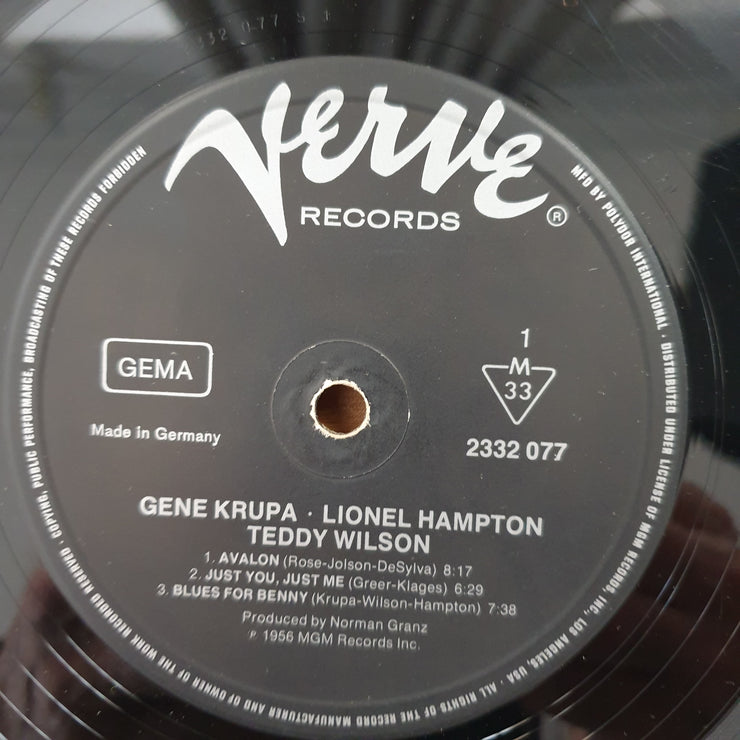 2332 077 S 1
Verve
RECORDS ®
1
M
33
2332 077
GEMA
Made in Germany
GENE KRUPA · LIONEL HAMPTON
TEDDY WILSON
1. AVALON (Rose-Jolson-DeSylva) 8:17
2. JUST YOU, JUST ME (Greer-Klages) 6:29
3. BLUES FOR BENNY (Krupa-Wilson-Hampton) 7:38
Produced by Norman Granz
℗ 1956 MGM Records Inc.
MFD BY POLYDOR INTERNATIONAL · DISTRIBUTED UNDER LICENSE OF MGM RECORDS, INC., LOS ANGELES, USA · ALL RIGHTS OF THE RECORD MANUFACTURER AND OF OWNER OF THE WORK RECORDED RESERVED · COPYING, PUBLIC PERFORMANCE, BROADCASTING OF THESE RECORDS FORBIDDEN